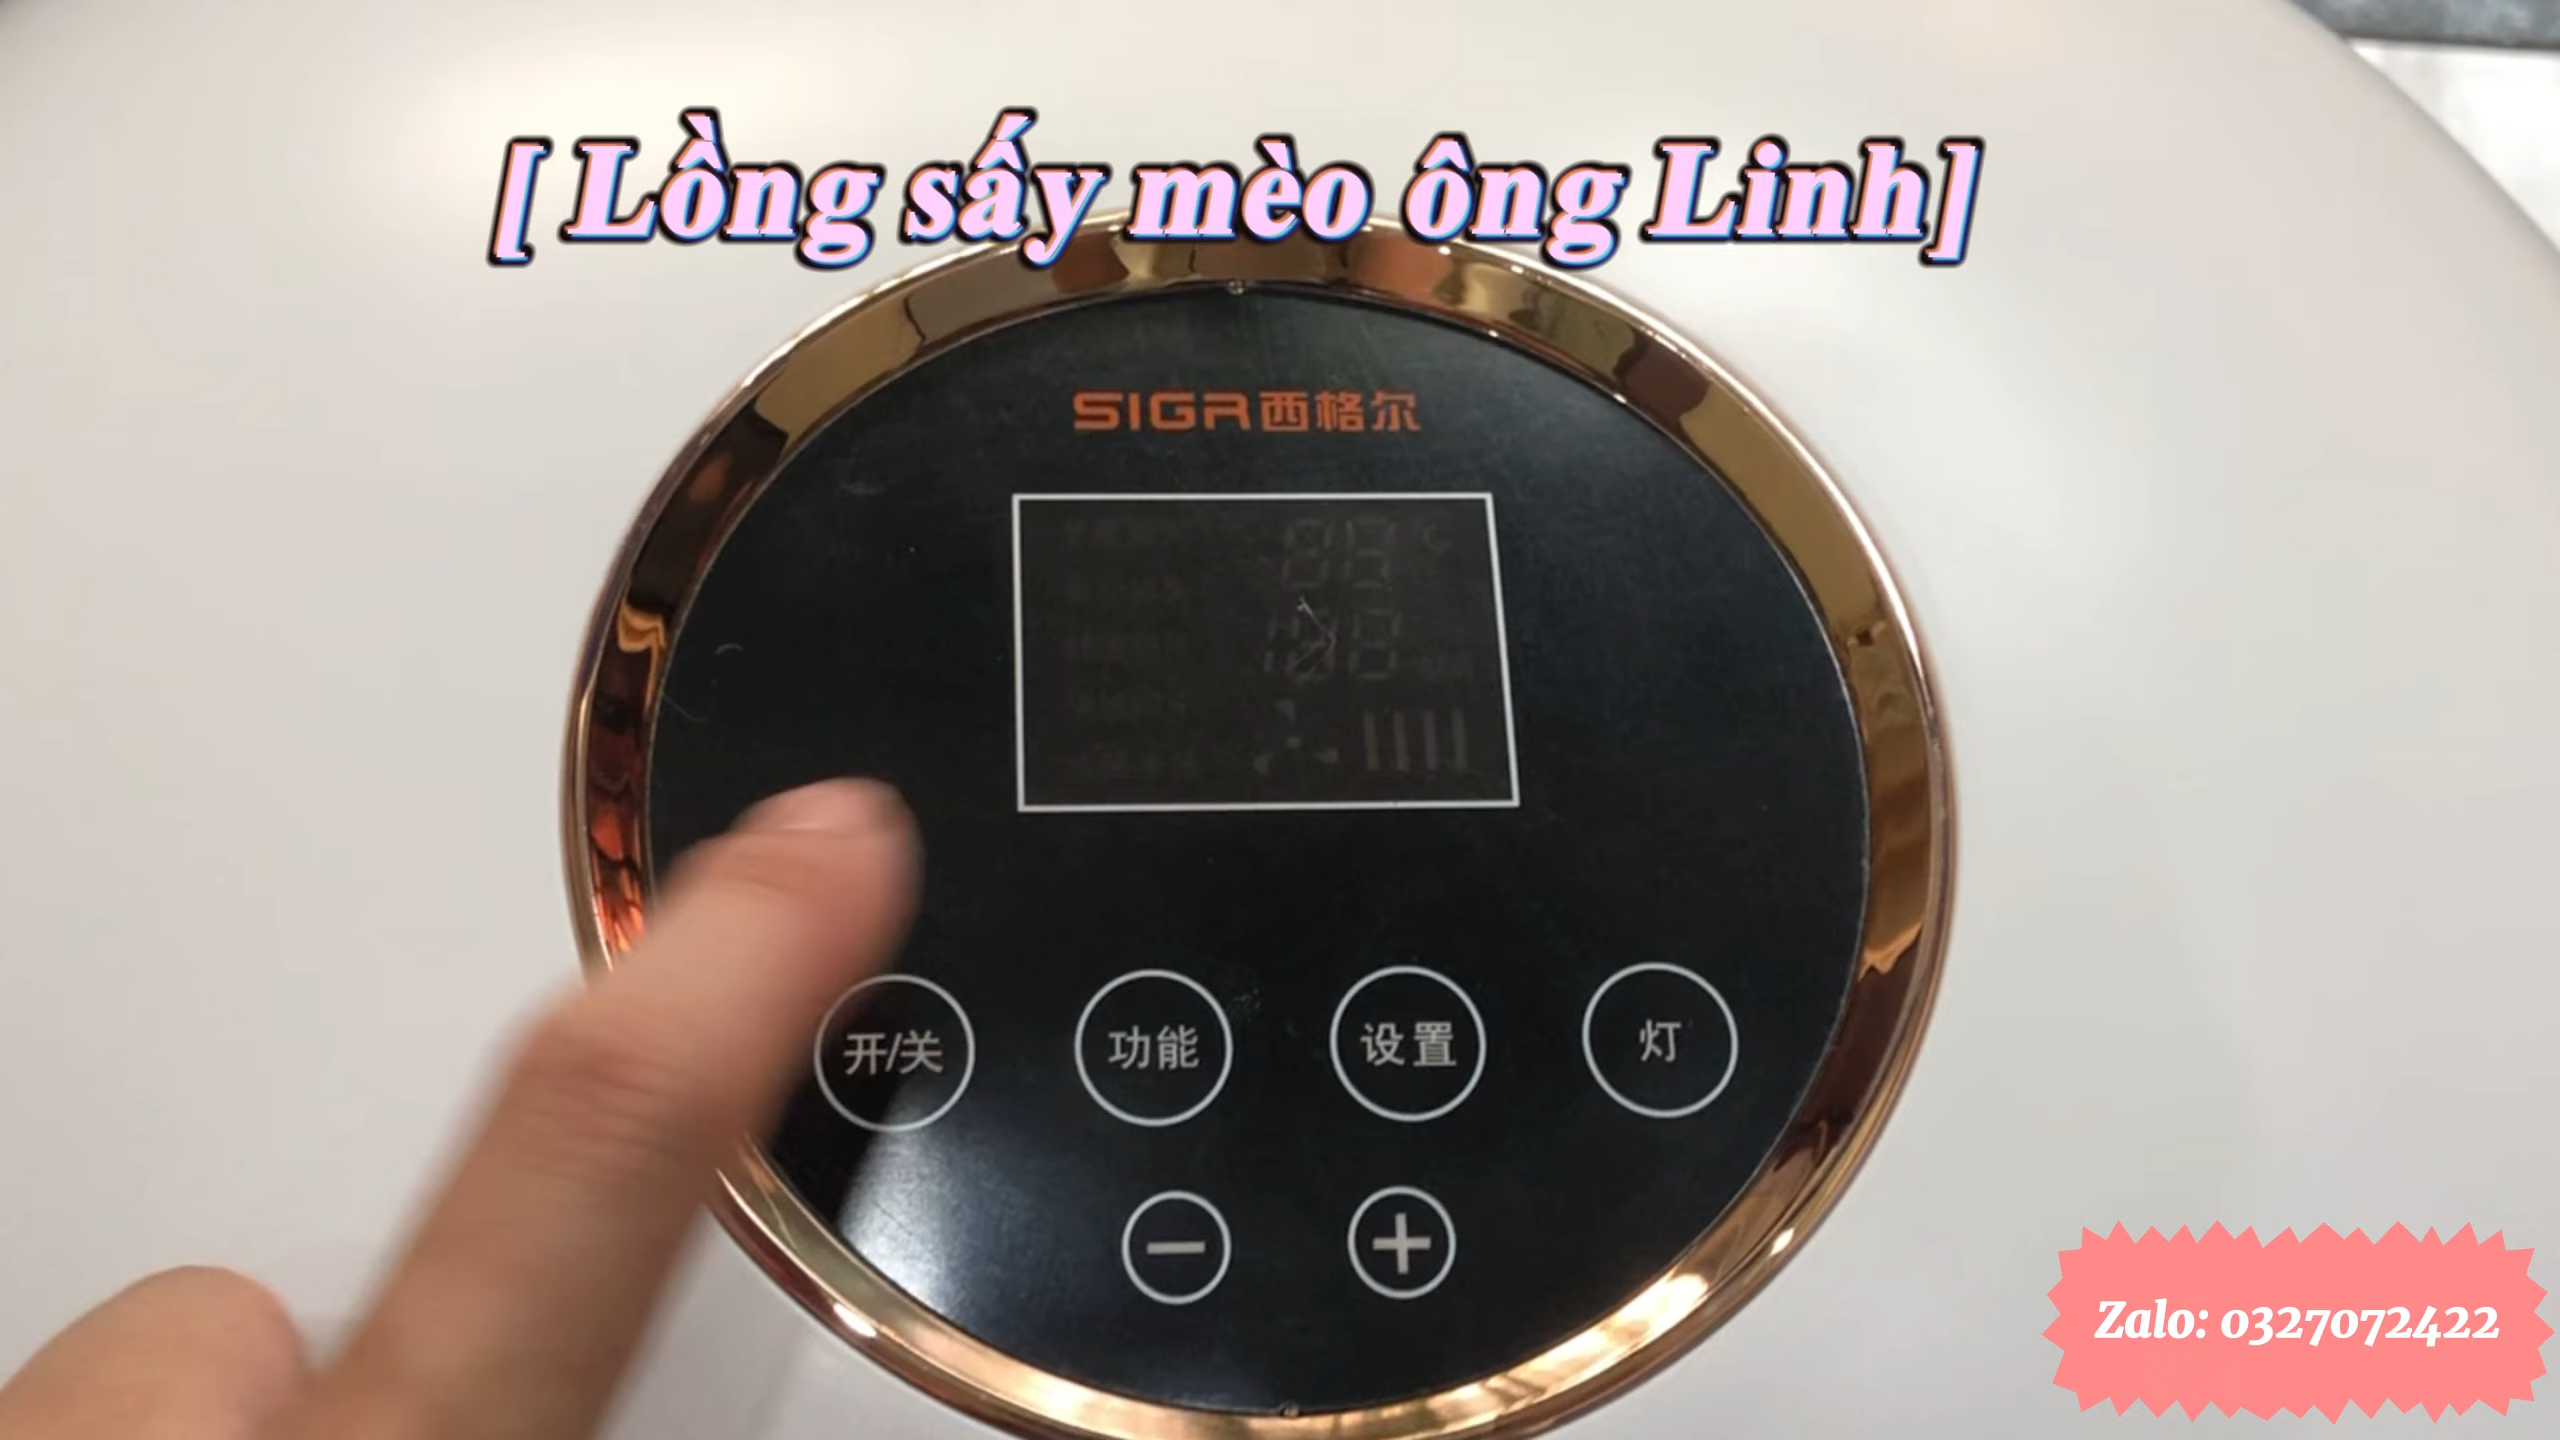 [ Lồng sấy mèo ông Linh]
SIGR西格尔
开/关
功能
设置
灯
Zalo: 0327072422